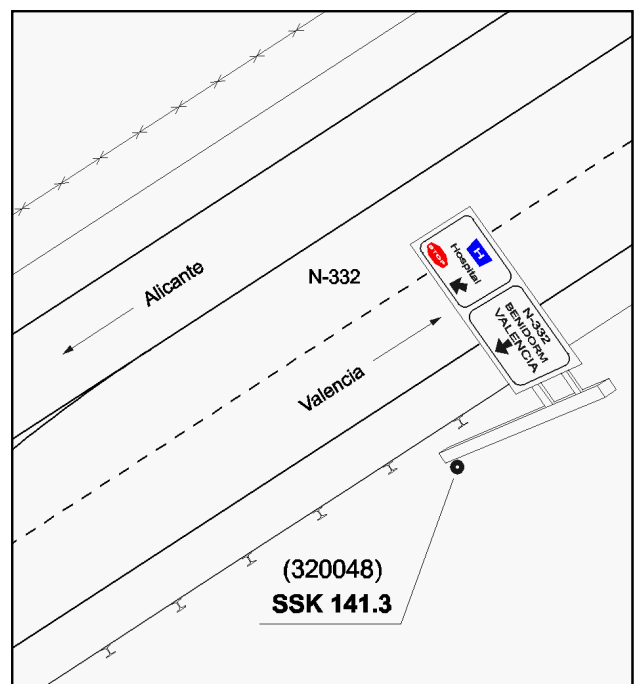 Alicante
N-332
Valencia
STOP
Hospital
H
N-332
BENIDORM
VALENCIA
(320048)
SSK 141.3